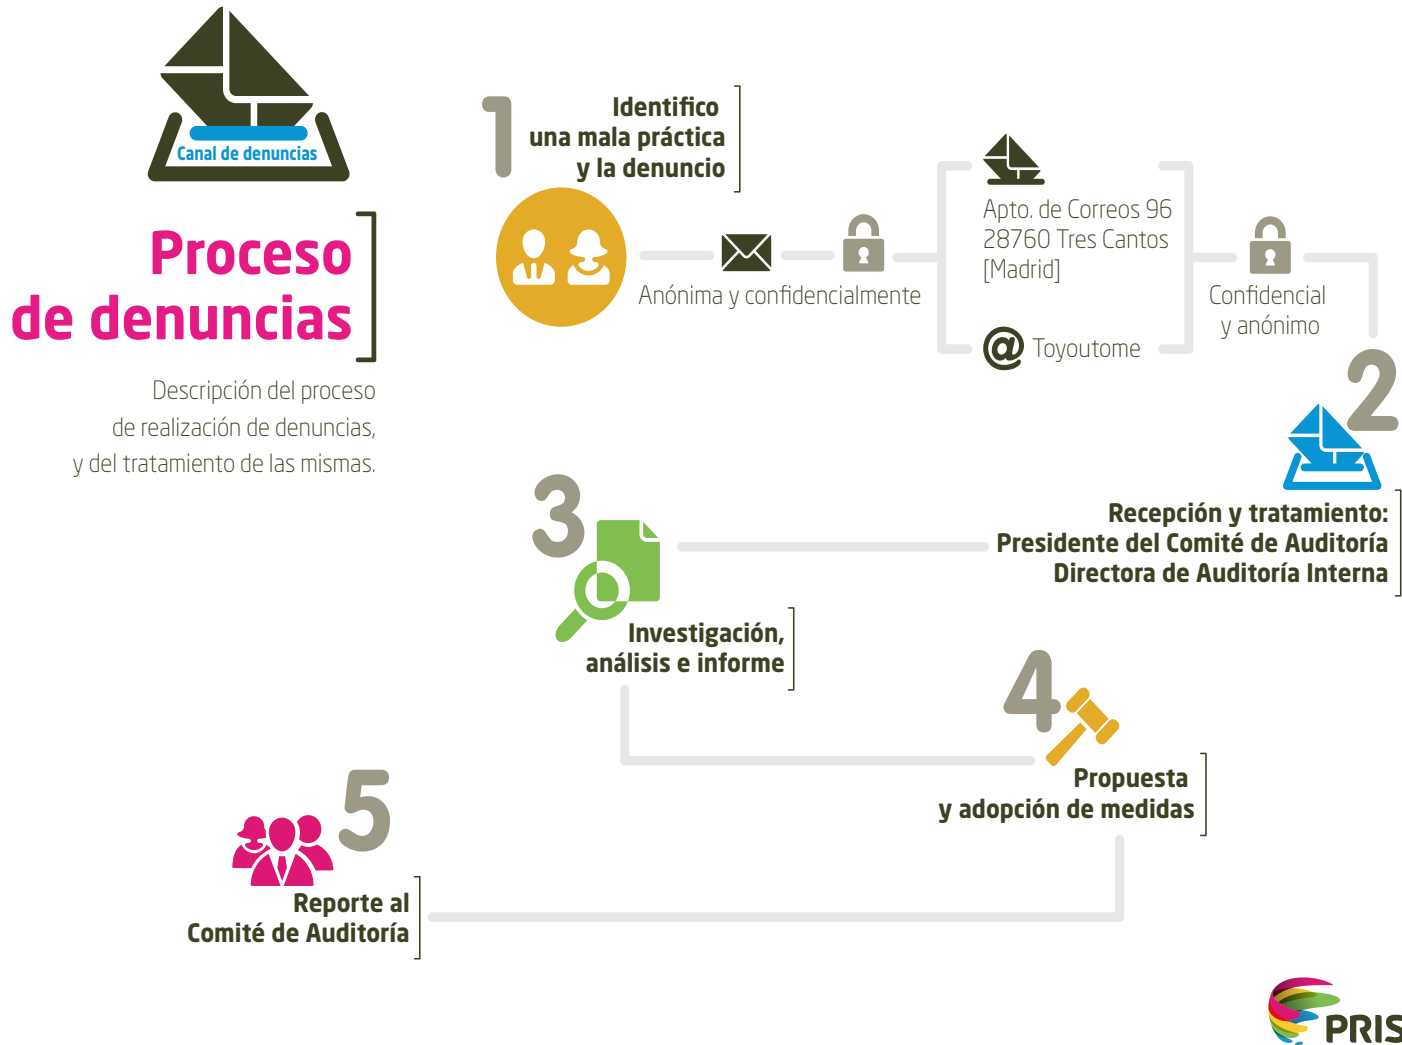 Canal de denuncias
Proceso
de denuncias
Descripción del proceso
de realización de denuncias,
y del tratamiento de las mismas.
1
Identifico
una mala práctica
y la denuncio
Anónima y confidencialmente
Apto. de Correos 96
28760 Tres Cantos
[Madrid]
@ Toyoutome
Confidencial
y anónimo
2
Recepción y tratamiento:
Presidente del Comité de Auditoría
Directora de Auditoría Interna
3
Investigación,
análisis e informe
4
Propuesta
y adopción de medidas
5
Reporte al
Comité de Auditoría
PRIS